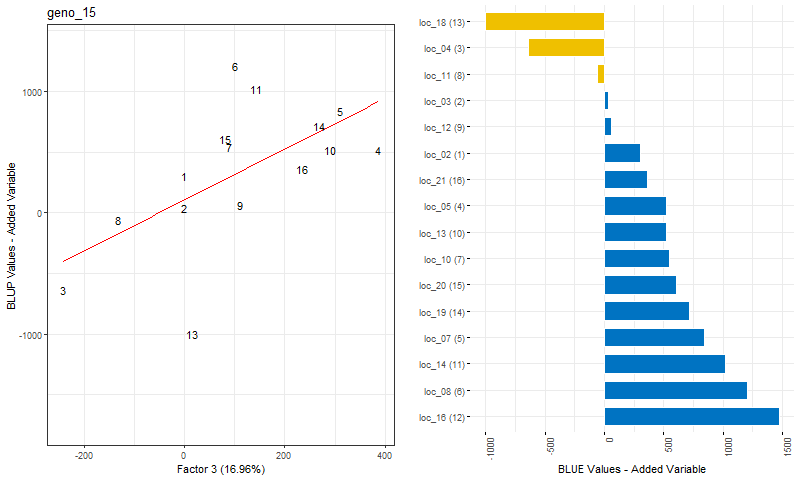 geno_15
BLUP Values - Added Variable
1000
0
-1000
6
11
5
14
15
7
10
4
16
1
2
9
8
3
13
-200
0
200
400
Factor 3 (16.96%)
loc_18 (13)
loc_04 (3)
loc_11 (8)
loc_03 (2)
loc_12 (9)
loc_02 (1)
loc_21 (16)
loc_05 (4)
loc_13 (10)
loc_10 (7)
loc_20 (15)
loc_19 (14)
loc_07 (5)
loc_14 (11)
loc_08 (6)
loc_16 (12)
-1000
-500
0
500
1000
1500
BLUE Values - Added Variable